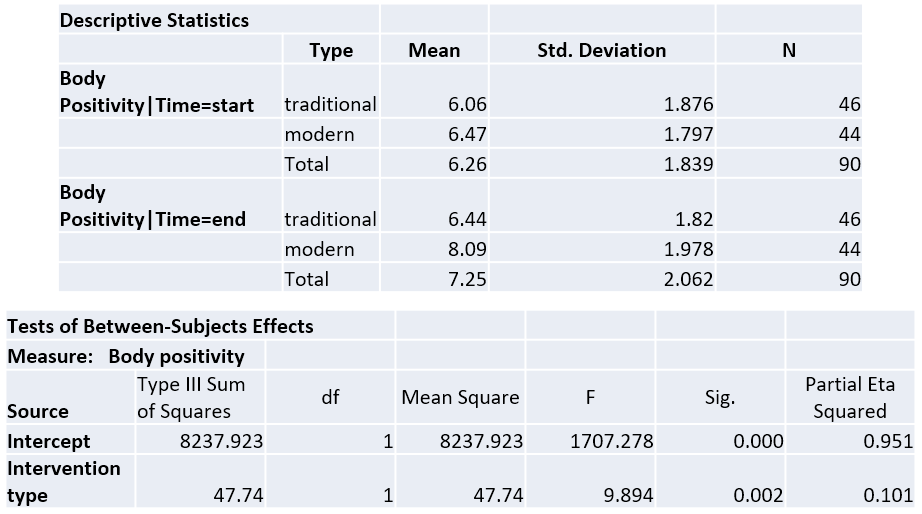 Descriptive Statistics
Type Mean Std. Deviation N
Body
Positivity|Time=start traditional 6.06 1.876 46
modern 6.47 1.797 44
Total 6.26 1.839 90
Body
Positivity|Time=end traditional 6.44 1.82 46
modern 8.09 1.978 44
Total 7.25 2.062 90
Tests of Between-Subjects Effects
Measure: Body positivity
Type III Sum Partial Eta
df Mean Square F Sig.
Source of Squares Squared
Intercept 8237.923 1 8237.923 1707.278 0.000 0.951
Intervention
type 47.74 1 47.74 9.894 0.002 0.101